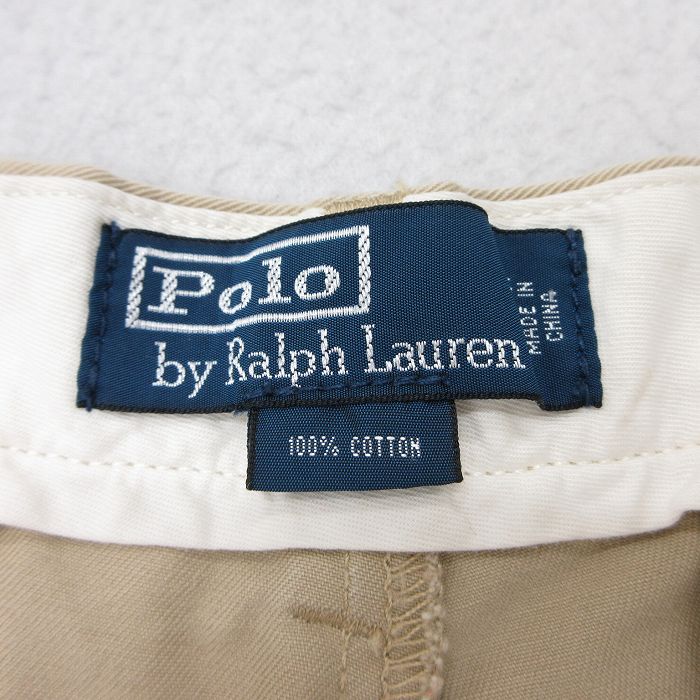 Polo
by Ralph Lauren
MADE IN
CHINA
100% COTTON